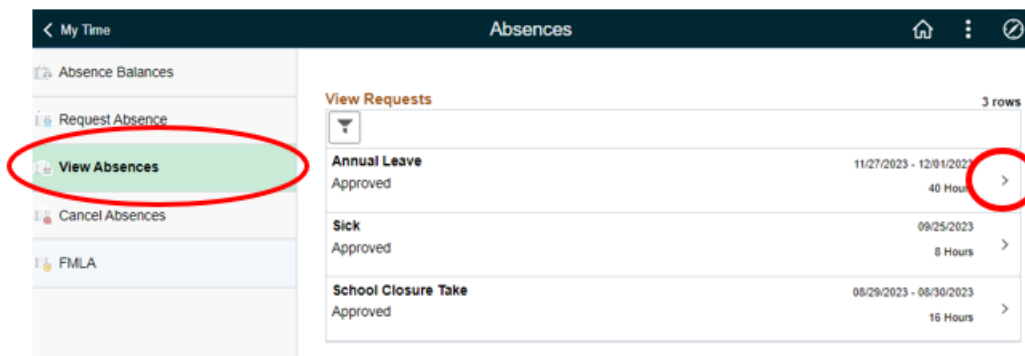 My Time
Absences
Absence Balances
Request Absence
View Absences
Cancel Absences
FMLA
View Requests
3 rows
Annual Leave
11/27/2023 - 12/01/2023
Approved
40 Hours
Sick
09/25/2023
Approved
8 Hours
School Closure Take
08/29/2023 - 08/30/2023
Approved
16 Hours